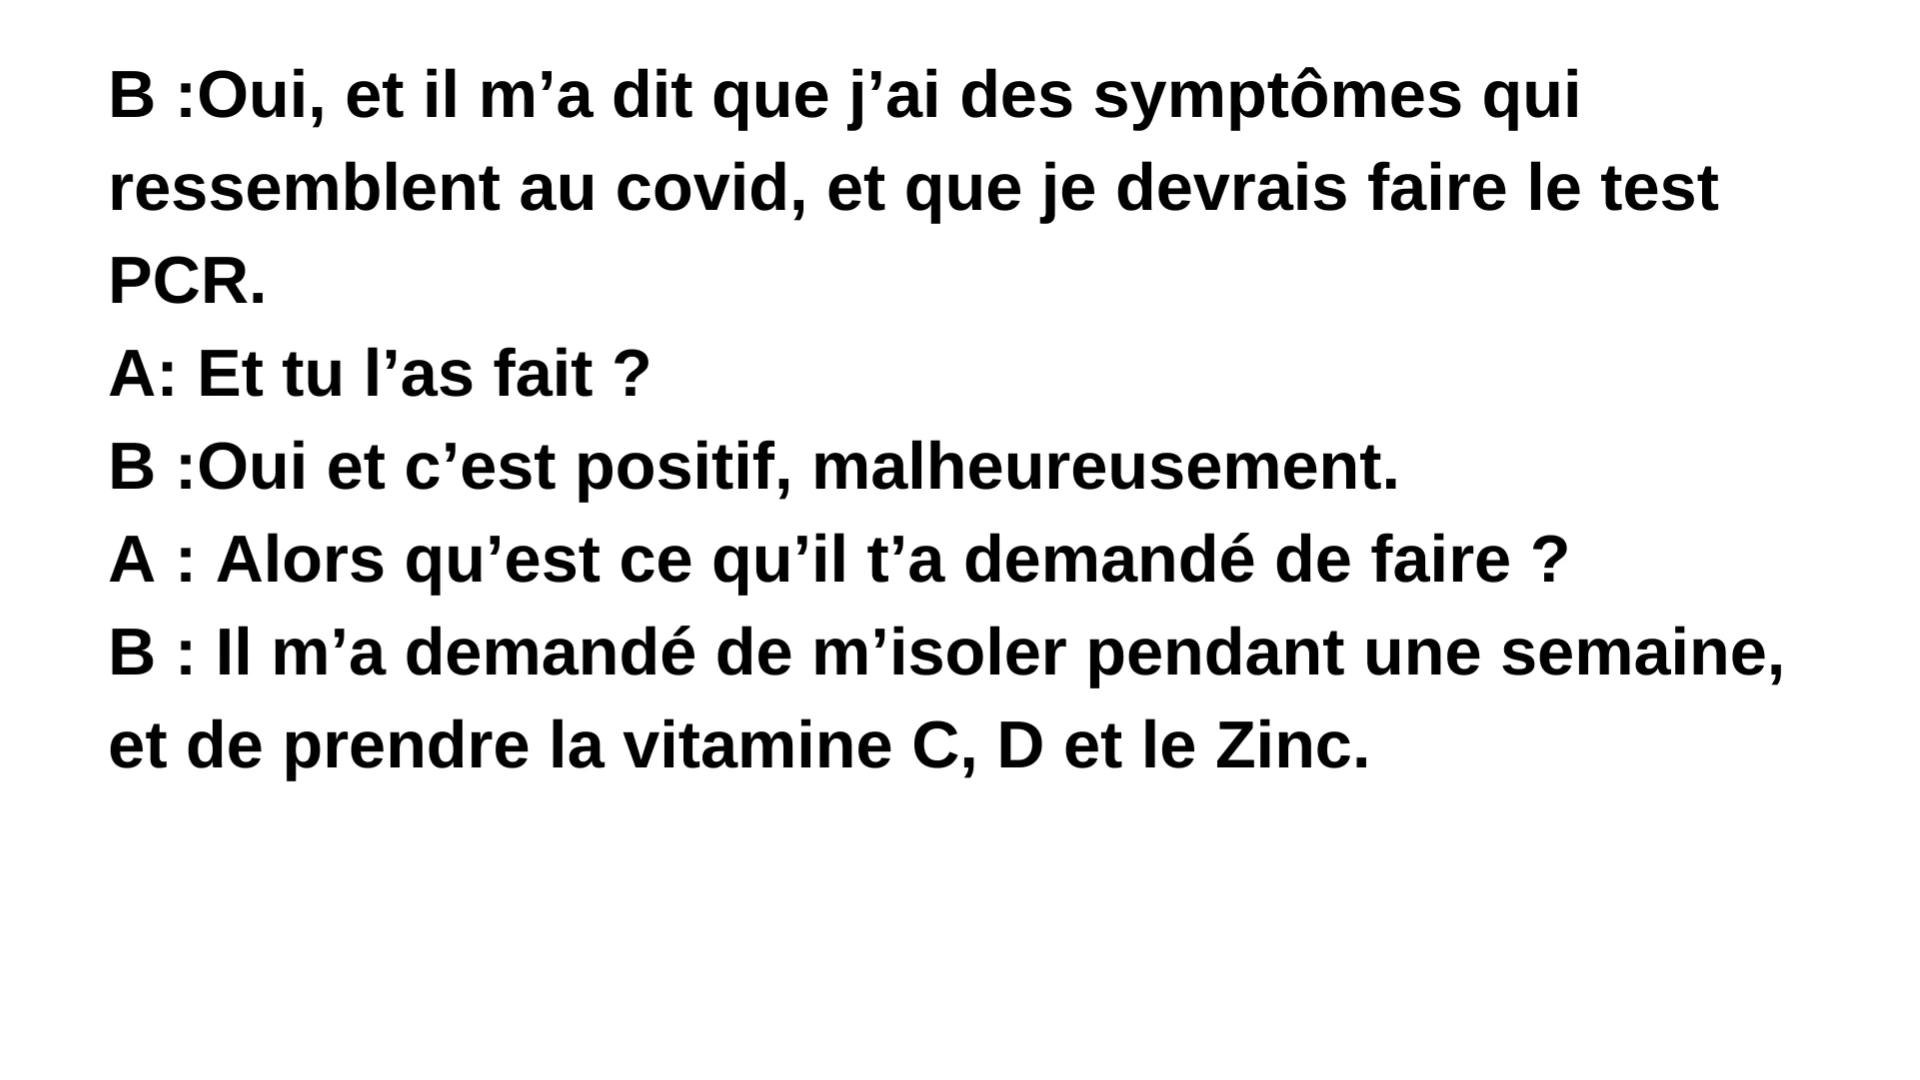 B :Oui, et il m’a dit que j’ai des symptômes qui
ressemblent au covid, et que je devrais faire le test
PCR.
A: Et tu l’as fait ?
B :Oui et c’est positif, malheureusement.
A : Alors qu’est ce qu’il t’a demandé de faire ?
B : Il m’a demandé de m’isoler pendant une semaine,
et de prendre la vitamine C, D et le Zinc.